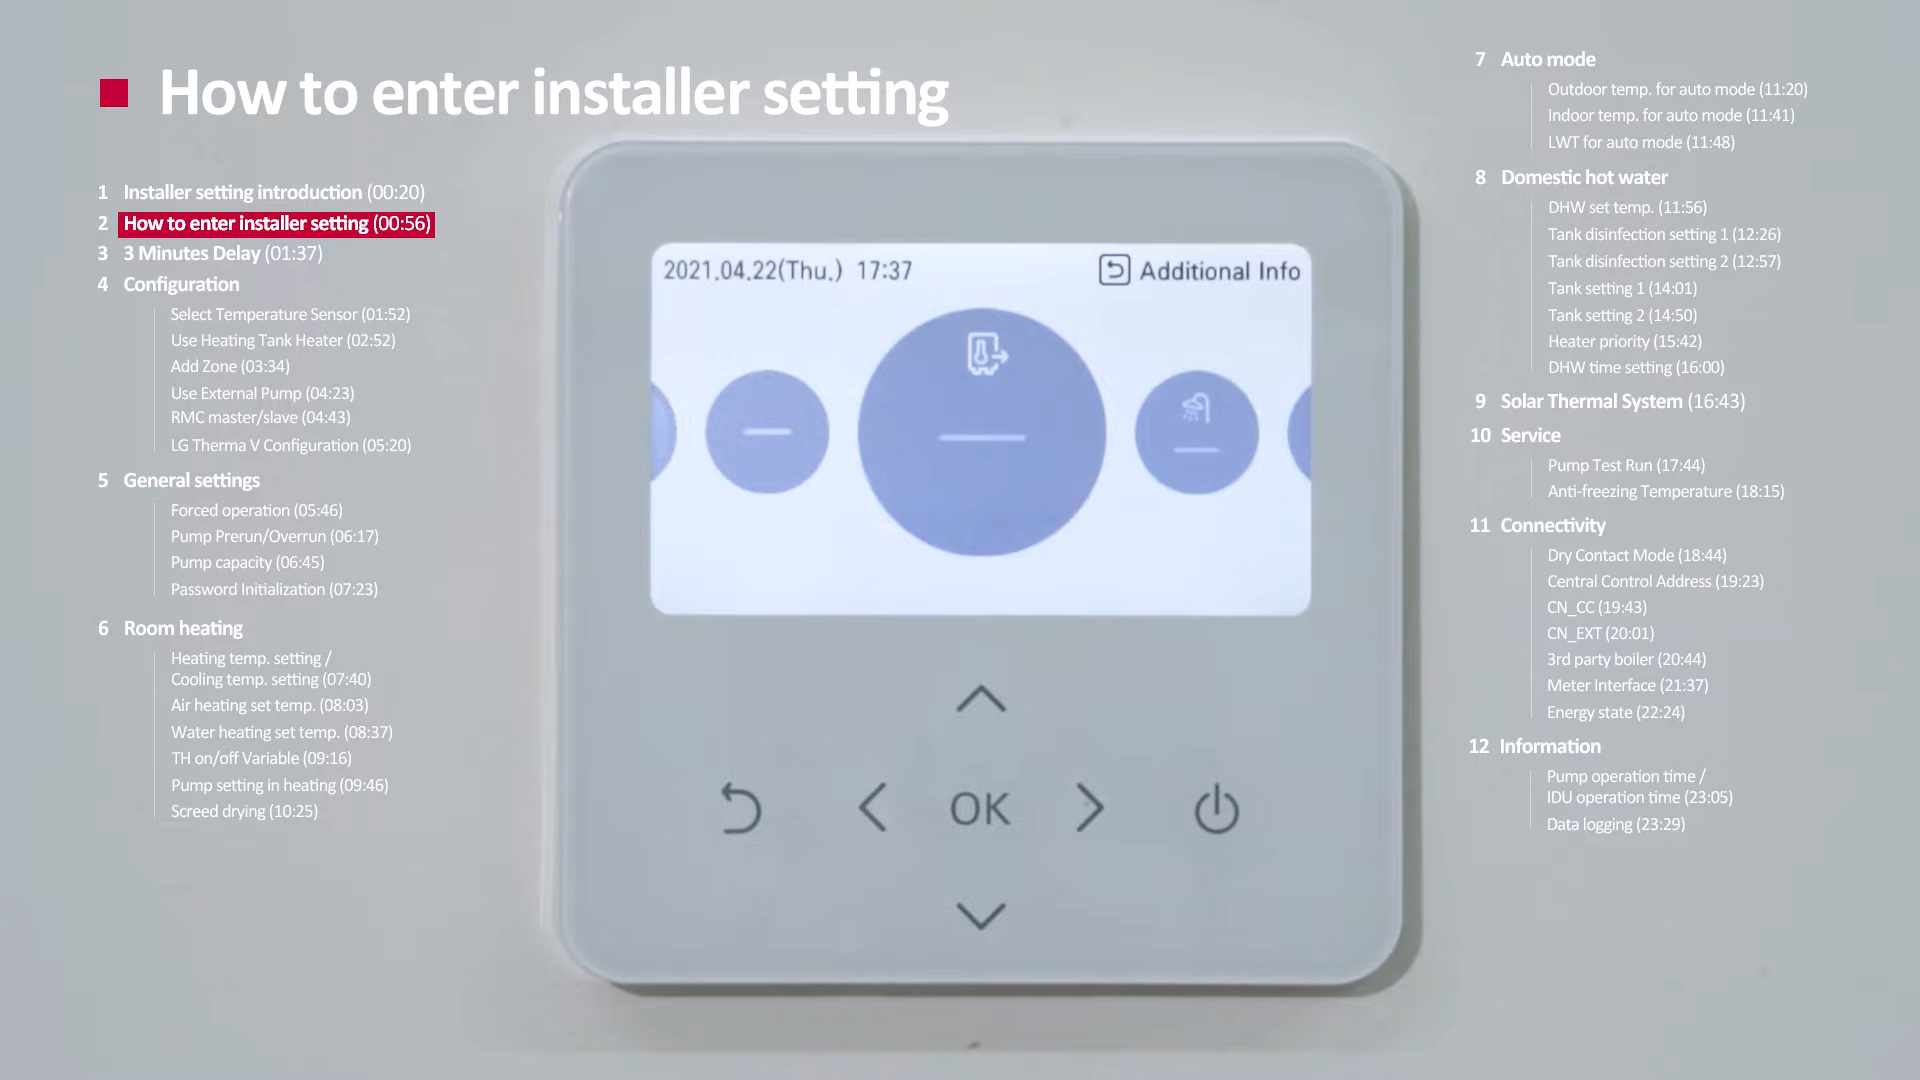 How to enter installer setting
1 Installer setting introduction (00:20)
2 How to enter installer setting (00:56)
3 3 Minutes Delay (01:37)
4 Configuration
Select Temperature Sensor (01:52)
Use Heating Tank Heater (02:52)
Add Zone (03:34)
Use External Pump (04:23)
RMC master/slave (04:43)
LG Therma V Configuration (05:20)
5 General settings
Forced operation (05:46)
Pump Prerun/Overrun (06:17)
Pump capacity (06:45)
Password Initialization (07:23)
6 Room heating
Heating temp. setting /
Cooling temp. setting (07:40)
Air heating set temp. (08:03)
Water heating set temp. (08:37)
TH on/off Variable (09:16)
Pump setting in heating (09:46)
Screed drying (10:25)
2021.04.22(Thu.) 17:37
Additional Info
OK
7 Auto mode
Outdoor temp. for auto mode (11:20)
Indoor temp. for auto mode (11:41)
LWT for auto mode (11:48)
8 Domestic hot water
DHW set temp. (11:56)
Tank disinfection setting 1 (12:26)
Tank disinfection setting 2 (12:57)
Tank setting 1 (14:01)
Tank setting 2 (14:50)
Heater priority (15:42)
DHW time setting (16:00)
9 Solar Thermal System (16:43)
10 Service
Pump Test Run (17:44)
Anti-freezing Temperature (18:15)
11 Connectivity
Dry Contact Mode (18:44)
Central Control Address (19:23)
CN_CC (19:43)
CN_EXT (20:01)
3rd party boiler (20:44)
Meter Interface (21:37)
Energy state (22:24)
12 Information
Pump operation time /
IDU operation time (23:05)
Data logging (23:29)